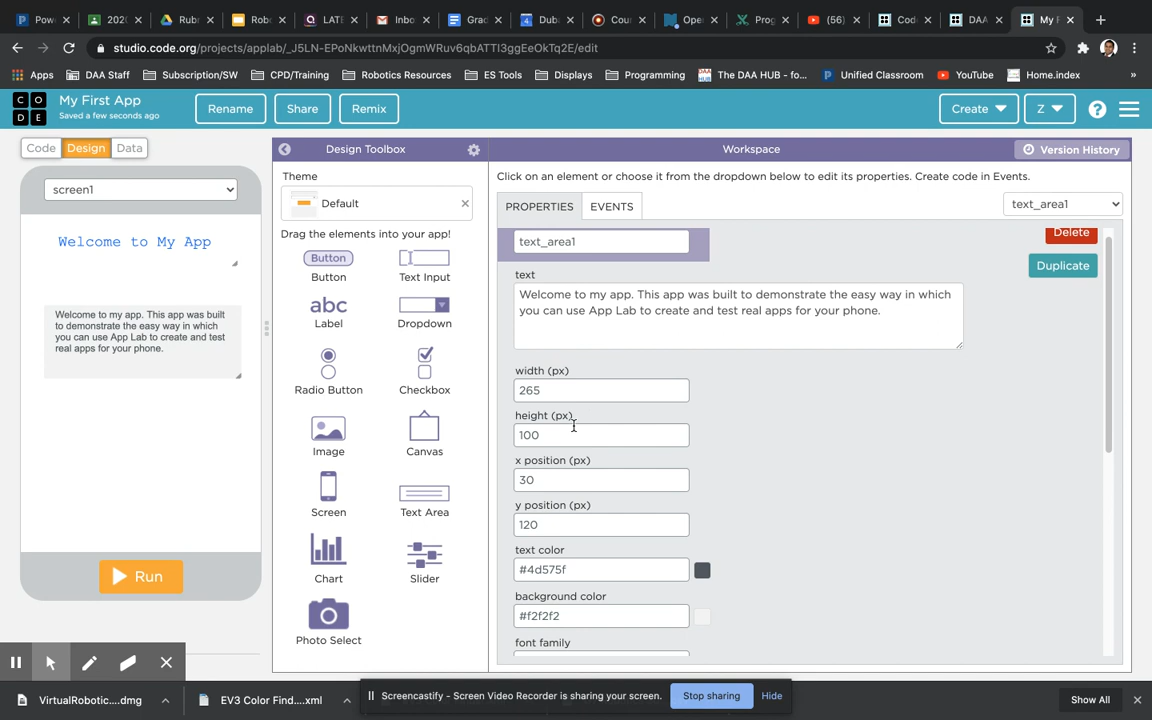 Pow
2020
Rubr
Robo
LATE
Inbo
Grad
Duba
Cour
Oper
Prog
(56)
Code
DAA
My F
studio.code.org/projects/applab/_J5LN-EPoNkwttnMxjOgmWRuv6qbATTI3ggEeOkTq2E/edit
Apps
DAA Staff
Subscription/SW
CPD/Training
Robotics Resources
ES Tools
Displays
Programming
The DAA HUB - fo...
Unified Classroom
YouTube
Home.index
»
C O
D E
My First App
Saved a few seconds ago
Rename
Share
Remix
Create
Z
?
Code
Design
Data
Design Toolbox
Workspace
Version History
screen1
Theme
Default
Click on an element or choose it from the dropdown below to edit its properties. Create code in Events.
PROPERTIES
EVENTS
text_area1
Welcome to My App
Drag the elements into your app!
Button
Button
Text Input
abc
Label
Dropdown
Radio Button
Checkbox
Image
Canvas
Screen
Text Area
Chart
Slider
Photo Select
Welcome to my app. This app was built
to demonstrate the easy way in which
you can use App Lab to create and test
real apps for your phone.
Run
text_area1
Delete
Duplicate
text
Welcome to my app. This app was built to demonstrate the easy way in which
you can use App Lab to create and test real apps for your phone.
width (px)
265
height (px)
100
x position (px)
30
y position (px)
120
text color
#4d575f
background color
#f2f2f2
font family
VirtualRobotic....dmg
EV3 Color Find....xml
Screencastify - Screen Video Recorder is sharing your screen.
Stop sharing
Hide
Show All